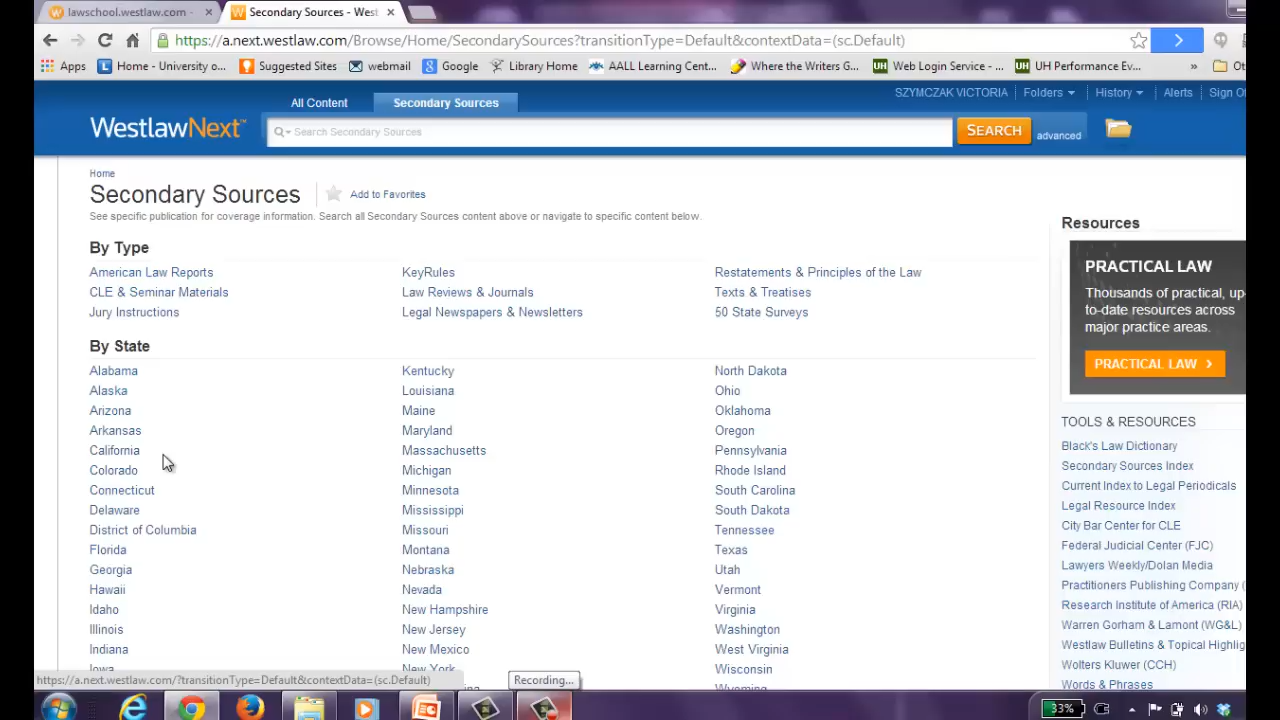 lawschool.westlaw.com -
Secondary Sources - West
https://a.next.westlaw.com/Browse/Home/SecondarySources?transitionType=Default&contextData=(sc.Default)
Apps
Home - University o...
Suggested Sites
webmail
Google
Library Home
AALL Learning Cent...
Where the Writers G...
Web Login Service - ...
UH Performance Ev...
»
All Content
Secondary Sources
SZYMCZAK VICTORIA
Folders
History
Alerts
WestlawNext
Search Secondary Sources
SEARCH
advanced
Home
Secondary Sources
Add to Favorites
See specific publication for coverage information. Search all Secondary Sources content above or navigate to specific content below.
By Type
American Law Reports
KeyRules
Restatements & Principles of the Law
CLE & Seminar Materials
Law Reviews & Journals
Texts & Treatises
Jury Instructions
Legal Newspapers & Newsletters
50 State Surveys
By State
Alabama
Kentucky
North Dakota
Alaska
Louisiana
Ohio
Arizona
Maine
Oklahoma
Arkansas
Maryland
Oregon
California
Massachusetts
Pennsylvania
Colorado
Michigan
Rhode Island
Connecticut
Minnesota
South Carolina
Delaware
Mississippi
South Dakota
District of Columbia
Missouri
Tennessee
Florida
Montana
Texas
Georgia
Nebraska
Utah
Hawaii
Nevada
Vermont
Idaho
New Hampshire
Virginia
Illinois
New Jersey
Washington
Indiana
New Mexico
West Virginia
Iowa
New York
Wisconsin
Wyoming
Resources
PRACTICAL LAW
Thousands of practical, up-
to-date resources across
major practice areas.
PRACTICAL LAW
TOOLS & RESOURCES
Black's Law Dictionary
Secondary Sources Index
Current Index to Legal Periodicals
Legal Resource Index
City Bar Center for CLE
Federal Judicial Center (FJC)
Lawyers Weekly/Dolan Media
Practitioners Publishing Company (
Research Institute of America (RIA)
Warren Gorham & Lamont (WG&L)
Westlaw Bulletins & Topical Highlig
Wolters Kluwer (CCH)
Words & Phrases
https://a.next.westlaw.com/?transitionType=Default&contextData=(sc.Default)
Recording...
33%